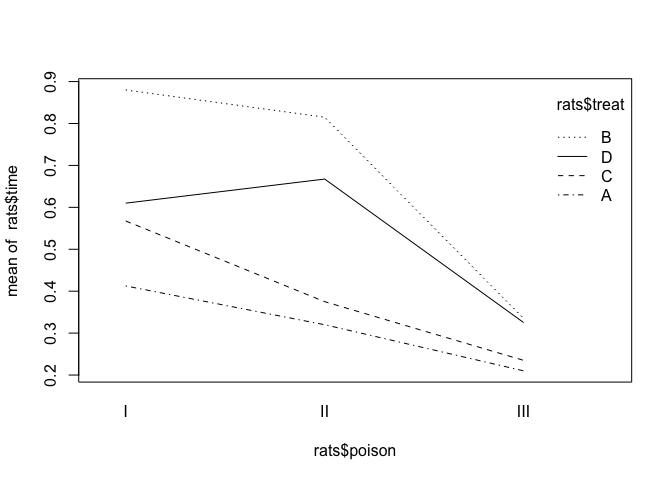 mean of  rats$time
0.9
0.8
0.7
0.6
0.5
0.4
0.3
0.2
rats$treat
B
D
C
A
I
II
III
rats$poison